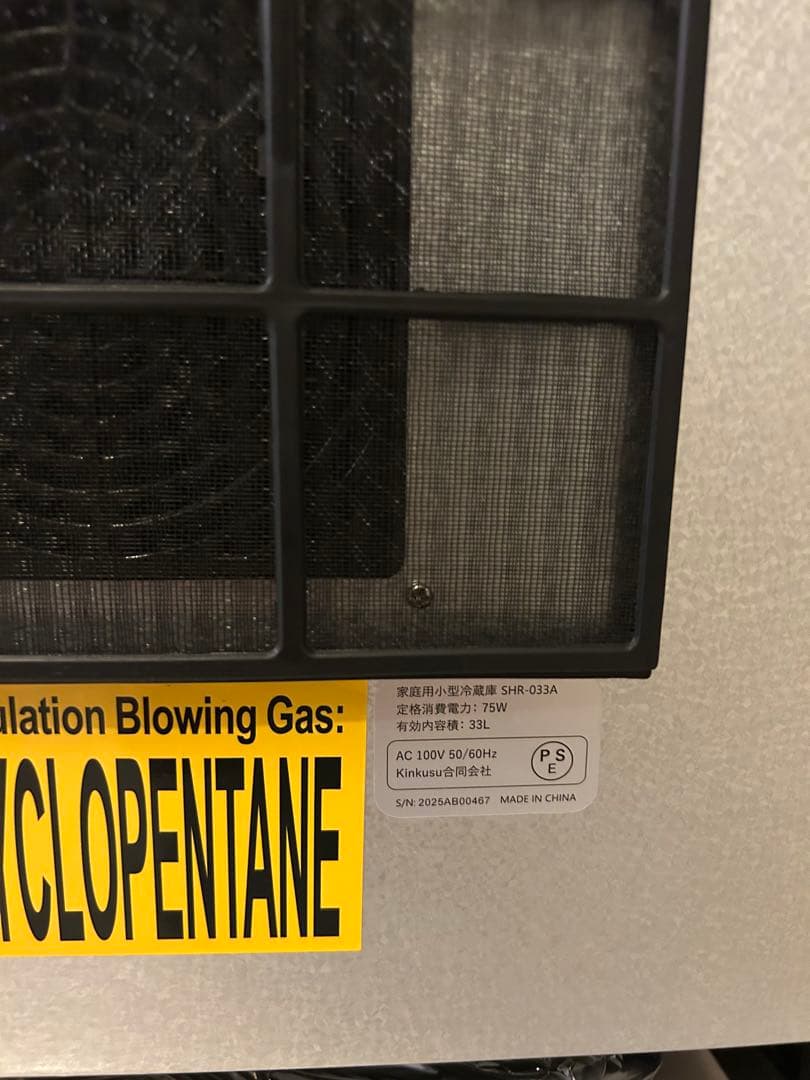 ulation Blowing Gas:
YCLOPENTANE
家庭用小型冷蔵庫 SHR-033A
定格消費電力: 75W
有効内容積: 33L
AC 100V 50/60Hz
Kinkusu合同会社
PS
E
S/N: 2025AB00467 MADE IN CHINA